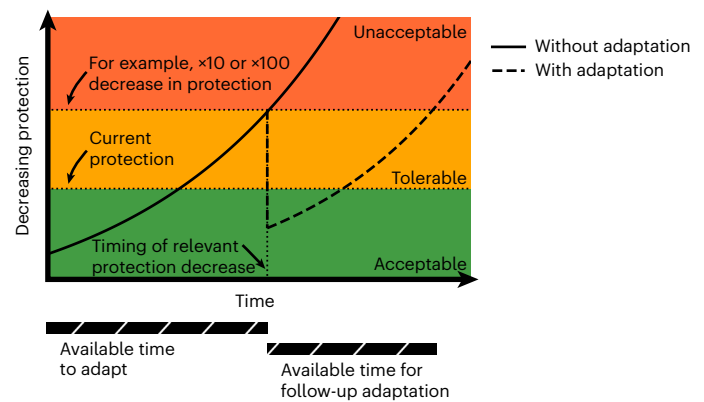 Unacceptable
For example, ×10 or ×100
decrease in protection
Without adaptation
With adaptation
Decreasing protection
Current
protection
Tolerable
Timing of relevant
protection decrease
Acceptable
Time
Available time
to adapt
Available time for
follow-up adaptation